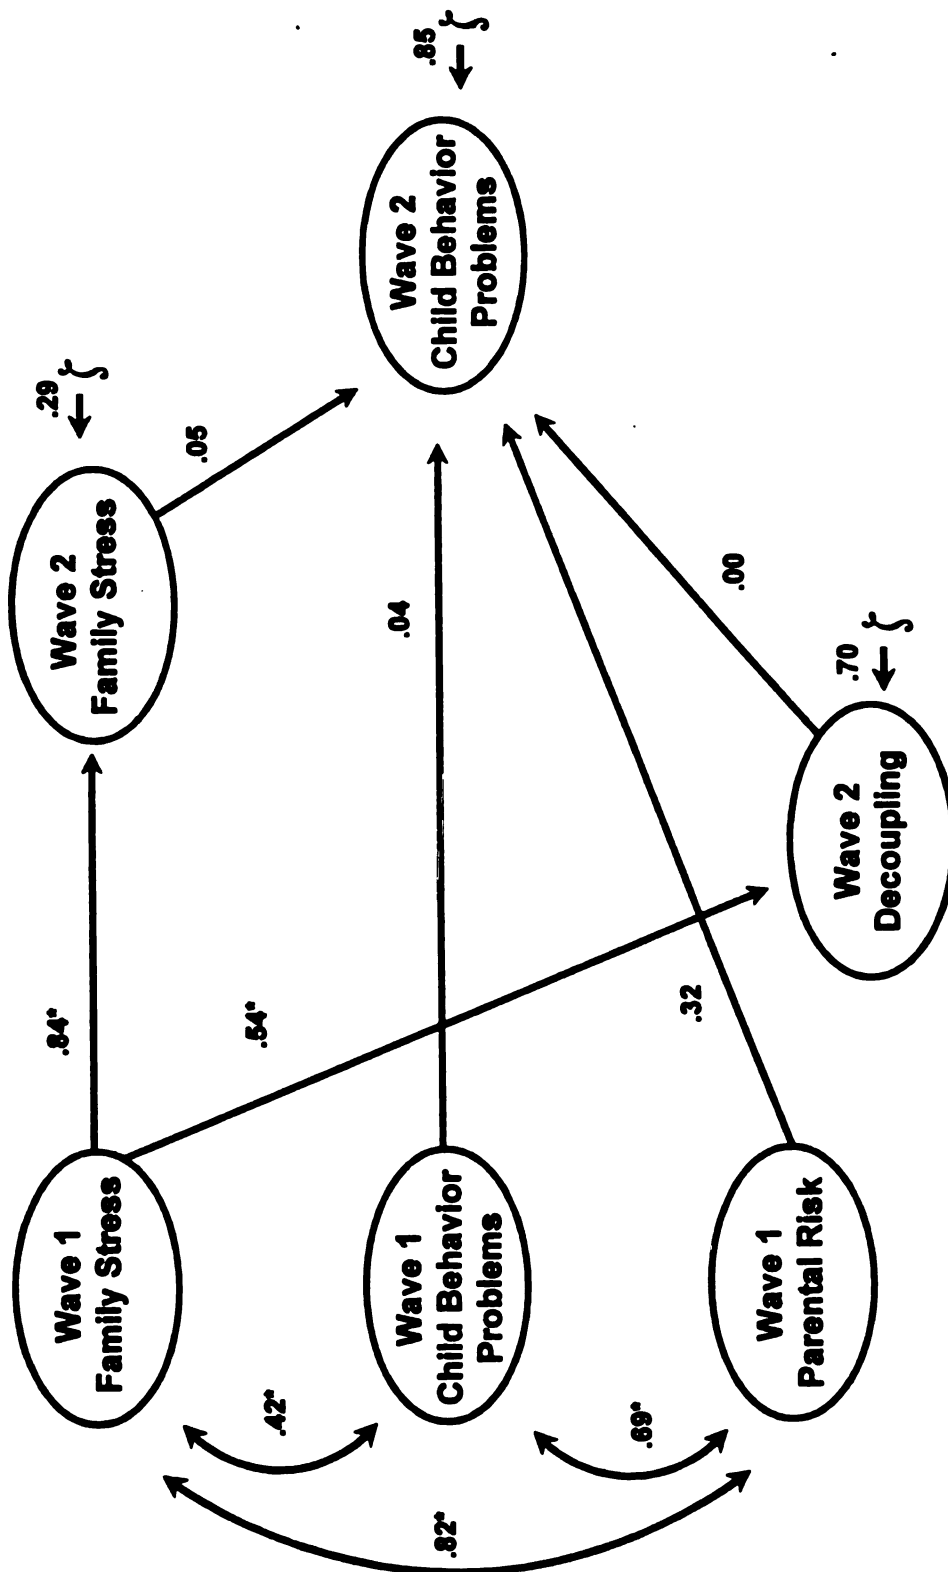 Wave 1
Family Stress
.84*
Wave 2
Family Stress
.29
ζ
.05
.42*
.54*
Wave 1
Child Behavior
Problems
.04
Wave 2
Child Behavior
Problems
.85
ζ
.82*
.69*
.32
.00
Wave 1
Parental Risk
Wave 2
Decoupling
.70
ζ